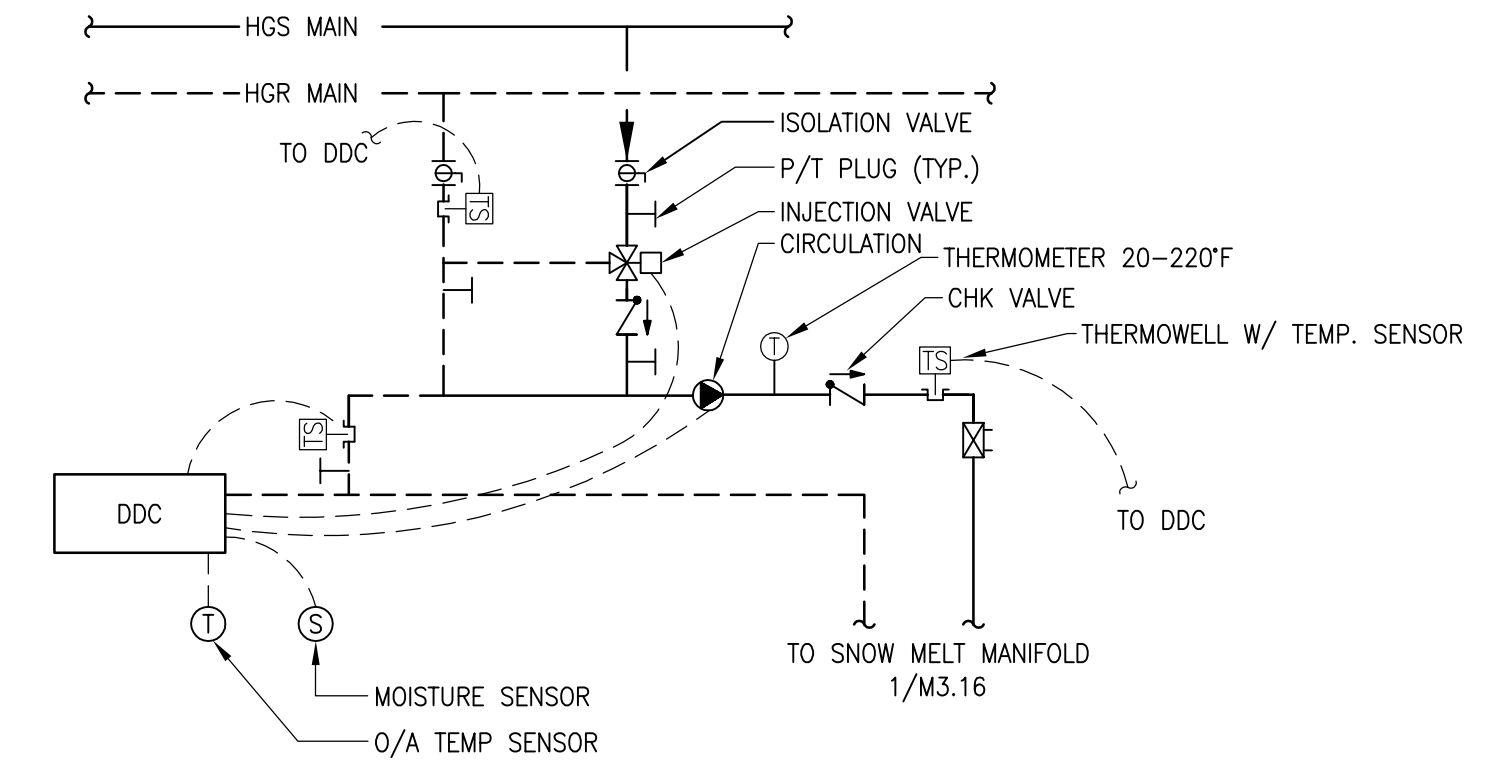 HGS MAIN
HGR MAIN
ISOLATION VALVE
TO DDC
P/T PLUG (TYP.)
TS
INJECTION VALVE
CIRCULATION
THERMOMETER 20-220°F
CHK VALVE
THERMOWELL W/ TEMP. SENSOR
T
TS
TS
DDC
TO DDC
T
S
TO SNOW MELT MANIFOLD
1/M3.16
MOISTURE SENSOR
O/A TEMP SENSOR